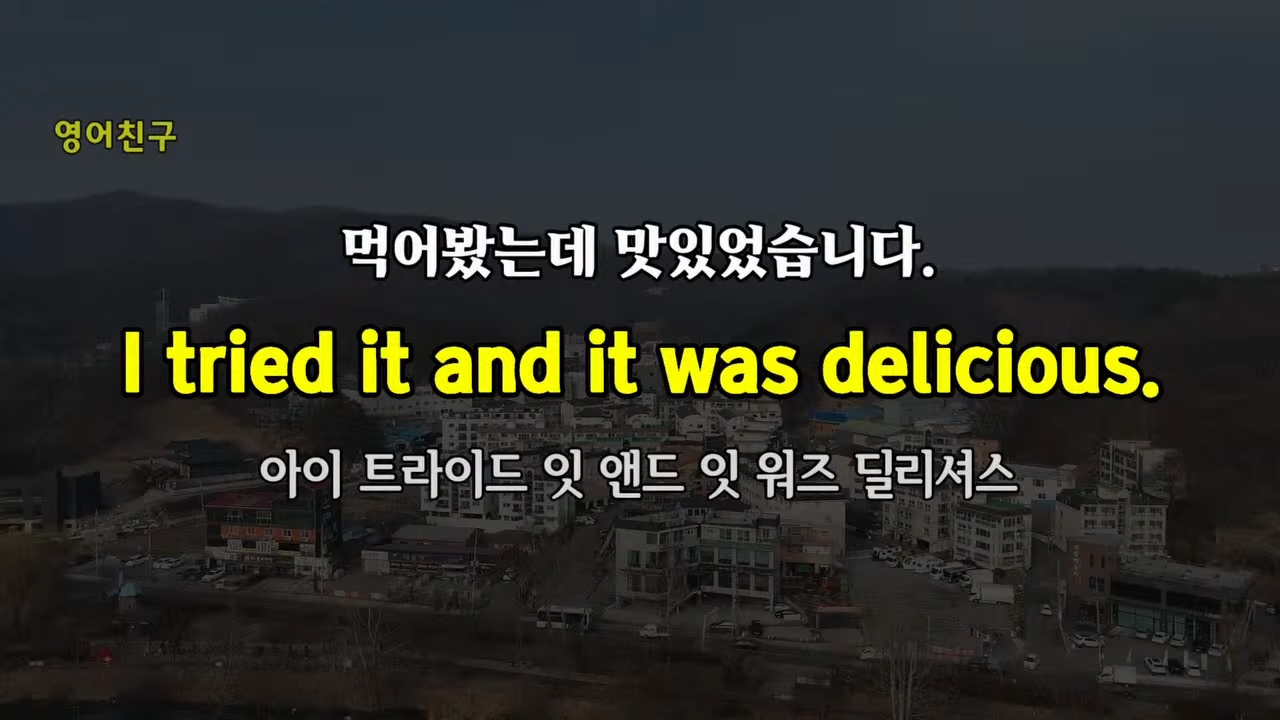 영어친구
먹어봤는데 맛있었습니다.
I tried it and it was delicious.
아이 트라이드 잇 앤드 잇 워즈 딜리셔스